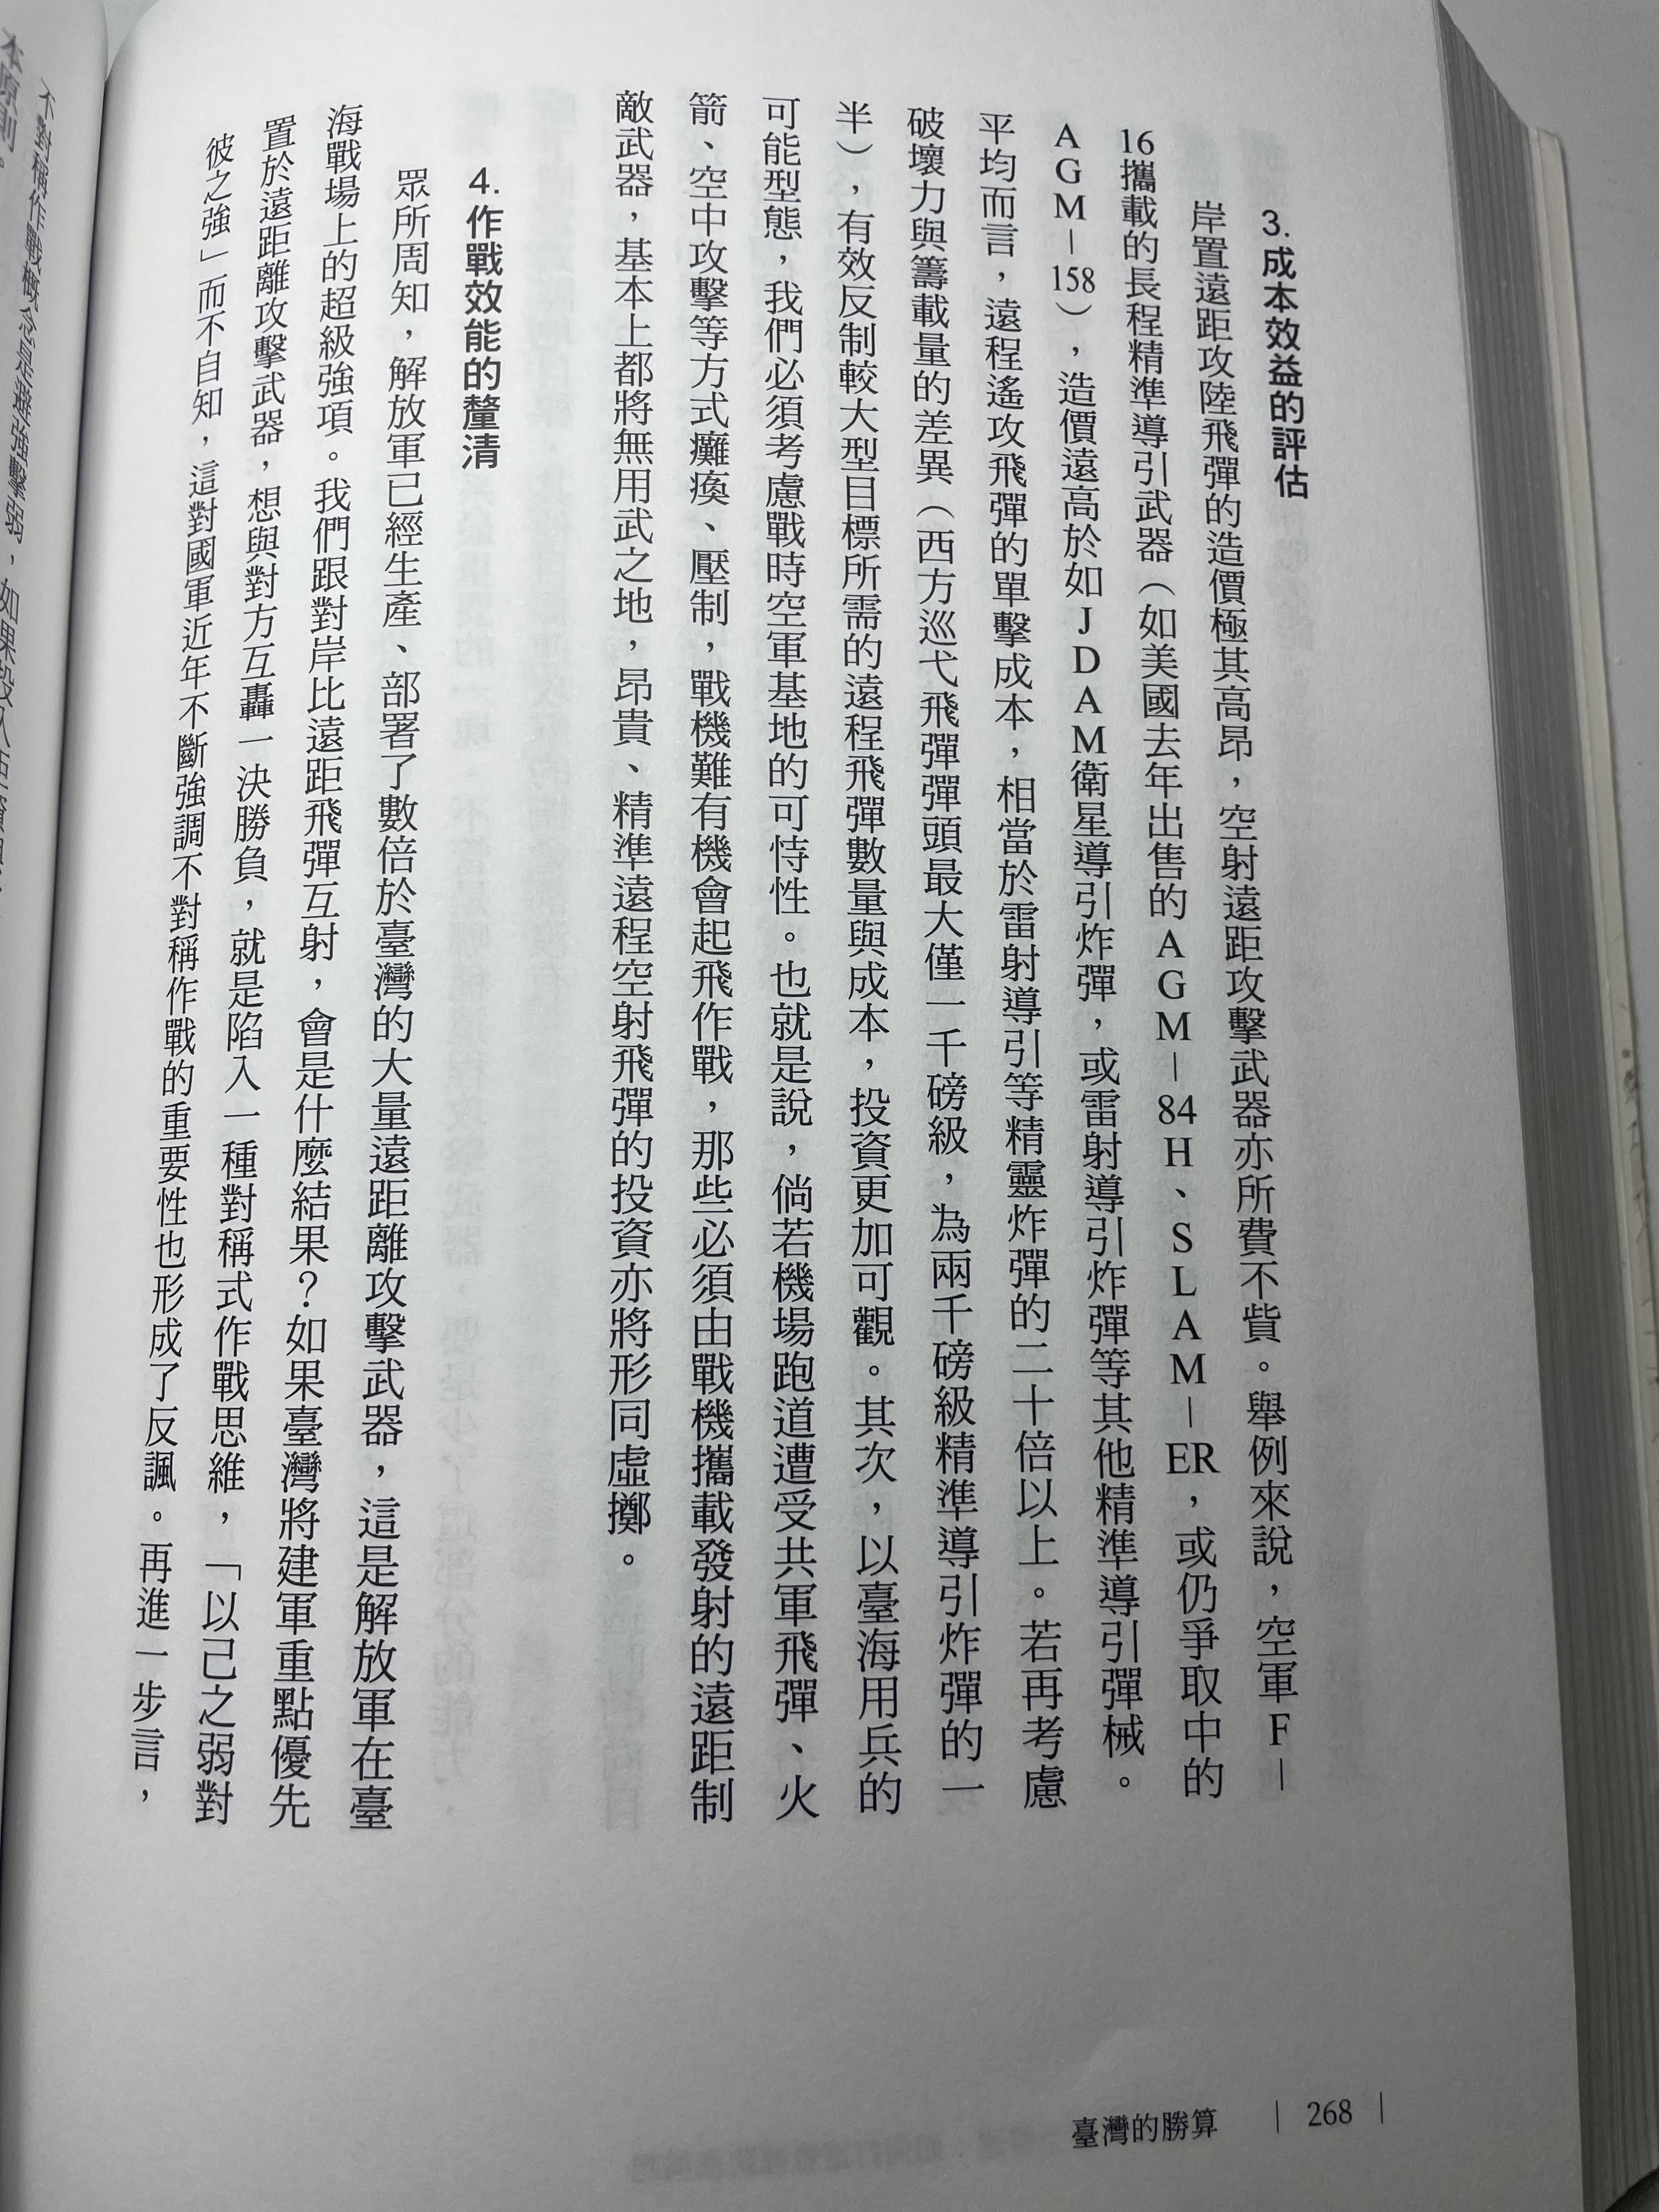 3. 成本效益的評估
岸置遠距攻陸飛彈的造價極其高昂，空射遠距攻擊武器亦所費不貲。舉例來說，空軍F－
16攜載的長程精準導引武器（如美國去年出售的AGM－84H、SLAM－ER，或仍爭取中的
AGM－158），造價遠高於如JDAM衛星導引炸彈，或雷射導引炸彈等其他精準導引彈械。
平均而言，遠程遙攻飛彈的單擊成本，相當於雷射導引等精靈炸彈的二十倍以上。若再考慮
破壞力與籌載量的差異（西方巡弋飛彈彈頭最大僅一千磅級，為兩千磅級精準導引炸彈的一
半），有效反制較大型目標所需的遠程飛彈數量與成本，投資更加可觀。其次，以臺海用兵的
可能型態，我們必須考慮戰時空軍基地的可恃性。也就是說，倘若機場跑道遭受共軍飛彈、火
箭、空中攻擊等方式癱瘓、壓制，戰機難有機會起飛作戰，那些必須由戰機攜載發射的遠距制
敵武器，基本上都將無用武之地，昂貴、精準遠程空射飛彈的投資亦將形同虛擲。
4. 作戰效能的釐清
眾所周知，解放軍已經生產、部署了數倍於臺灣的大量遠距離攻擊武器，這是解放軍在臺
海戰場上的超級強項。我們跟對岸比遠距飛彈互射，會是什麼結果？如果臺灣將建軍重點優先
置於遠距離攻擊武器，想與對方互轟一決勝負，就是陷入一種對稱式作戰思維，「以己之弱對
彼之強」而不自知，這對國軍近年不斷強調不對稱作戰的重要性也形成了反諷。再進一步言，
不對稱作戰概念是避強擊弱，如果投入
本原則。
臺灣的勝算 ｜ 268 ｜